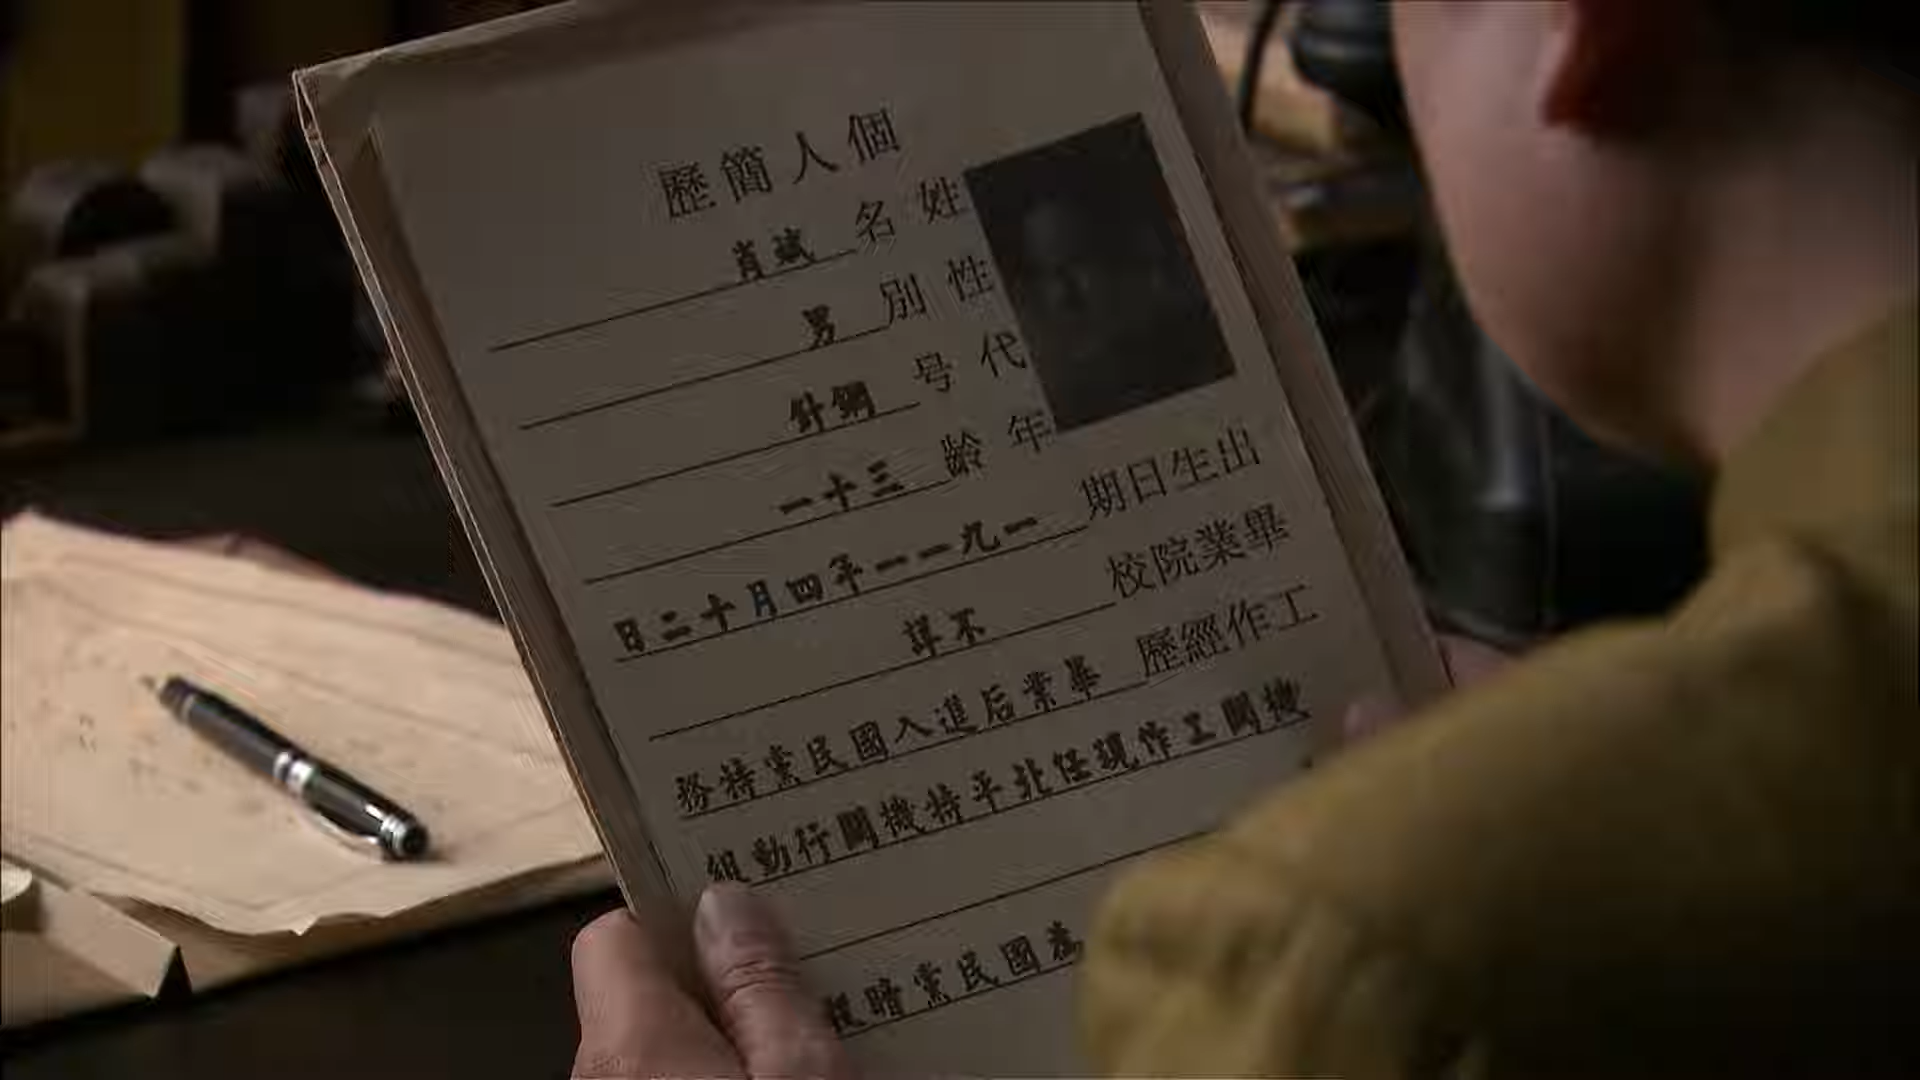 個人簡歷
姓名 肖斌
性別 男
代号 鋼針
年齡 三十一
出生日期 一九一一年四月十二日
畢業院校 不詳
工作經歷 畢業后進入國民黨特務
機關工作現任北平特機關行動組
為國民黨暗